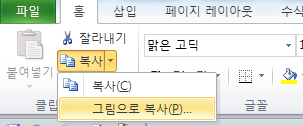 파일 홈 삽입 페이지 레이아웃 수식
잘라내기
맑은 고딕
붙여넣기
복사
복사(C)
그림으로 복사(P)...
클립
글꼴